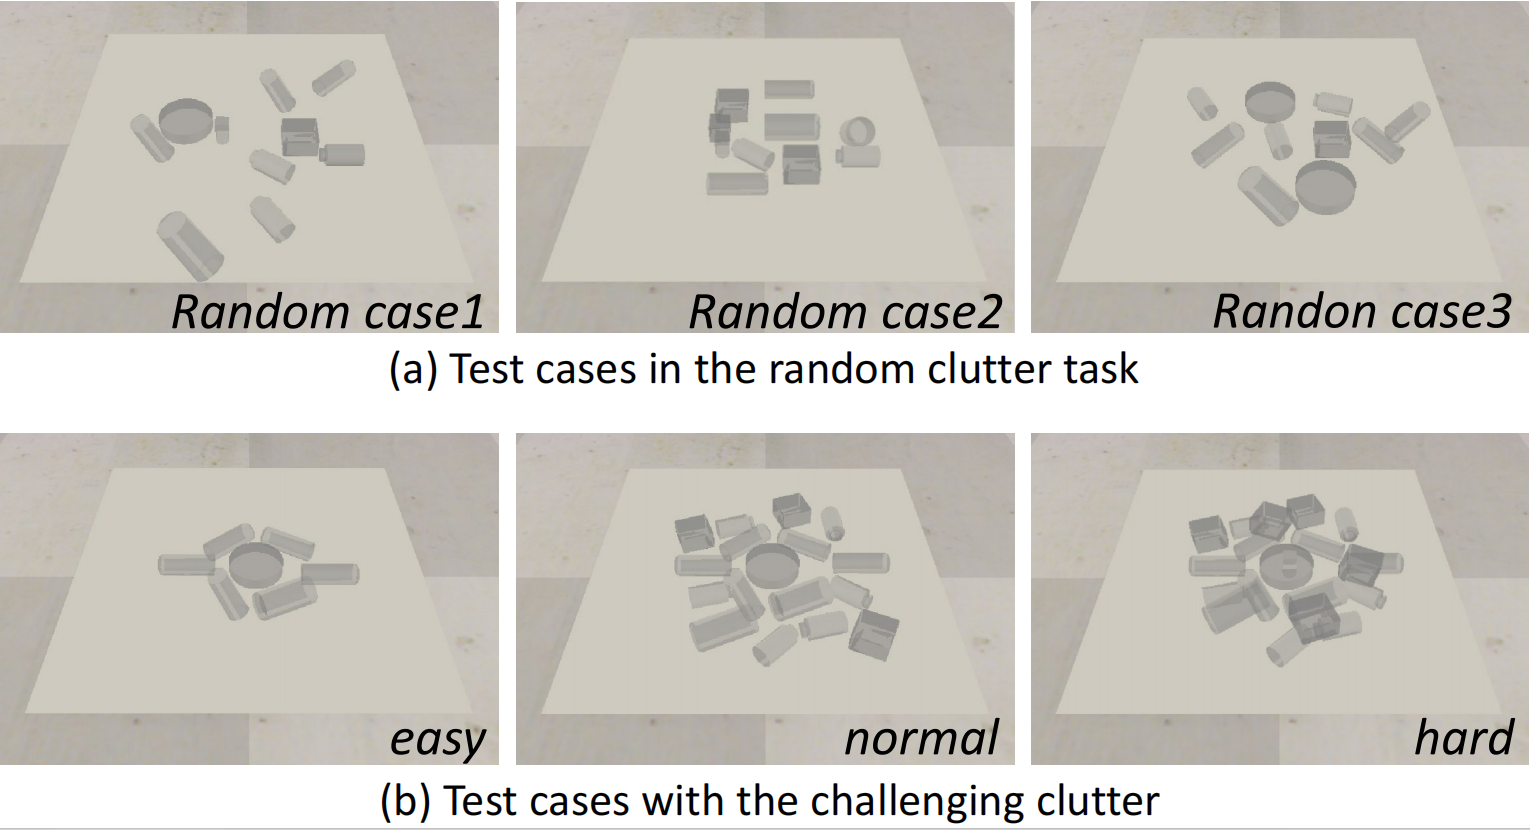 Random case1
Random case2
Randon case3
(a) Test cases in the random clutter task
easy
normal
hard
(b) Test cases with the challenging clutter